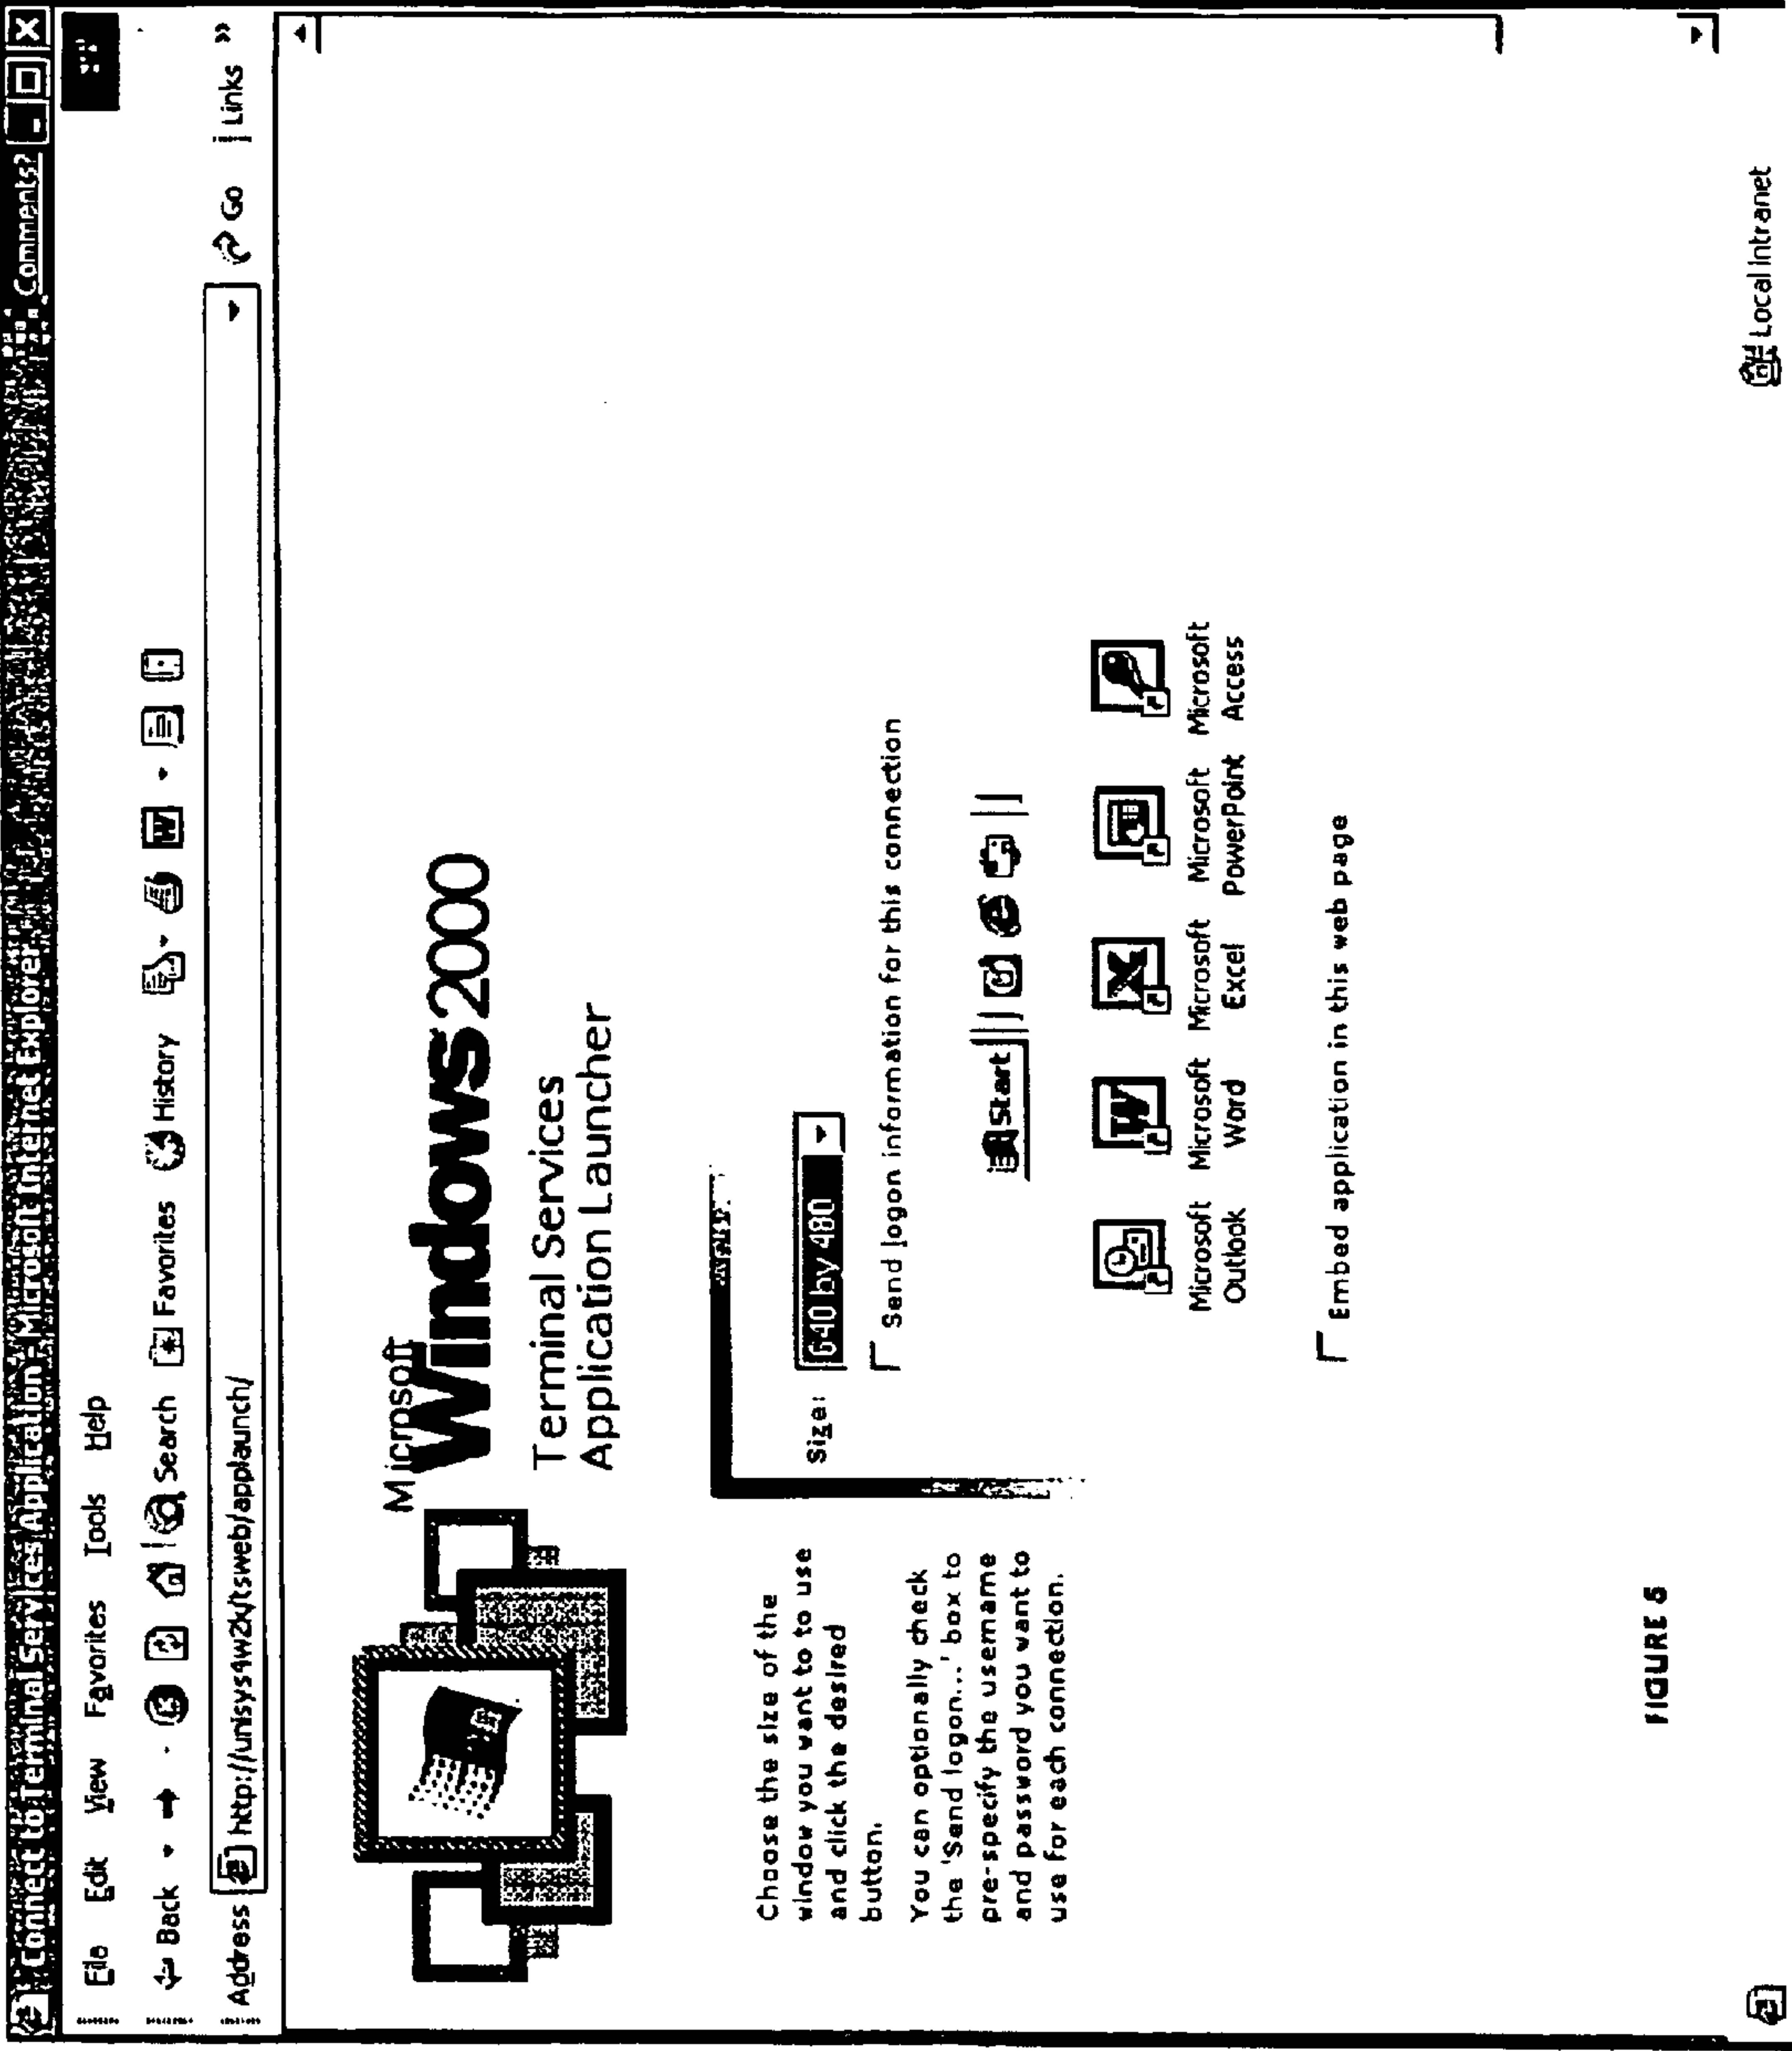 Connect to Terminal Services Application - Microsoft Internet Explorer
Comments?
File Edit View Favorites Tools Help
Back
Search
Favorites
History
Address http://unisys4w2k/tsweb/applaunch/
Go
Links »
Microsoft
Windows 2000
Terminal Services
Application Launcher
Choose the size of the
window you want to to use
and click the desired
button.
You can optionally check
the 'Send logon...' box to
pre-specify the username
and password you want to
use for each connection.
Size: 640 by 480
Send logon information for this connection
Start
Microsoft Outlook
Microsoft Word
Microsoft Excel
Microsoft PowerPoint
Microsoft Access
Embed application in this web page
Local intranet